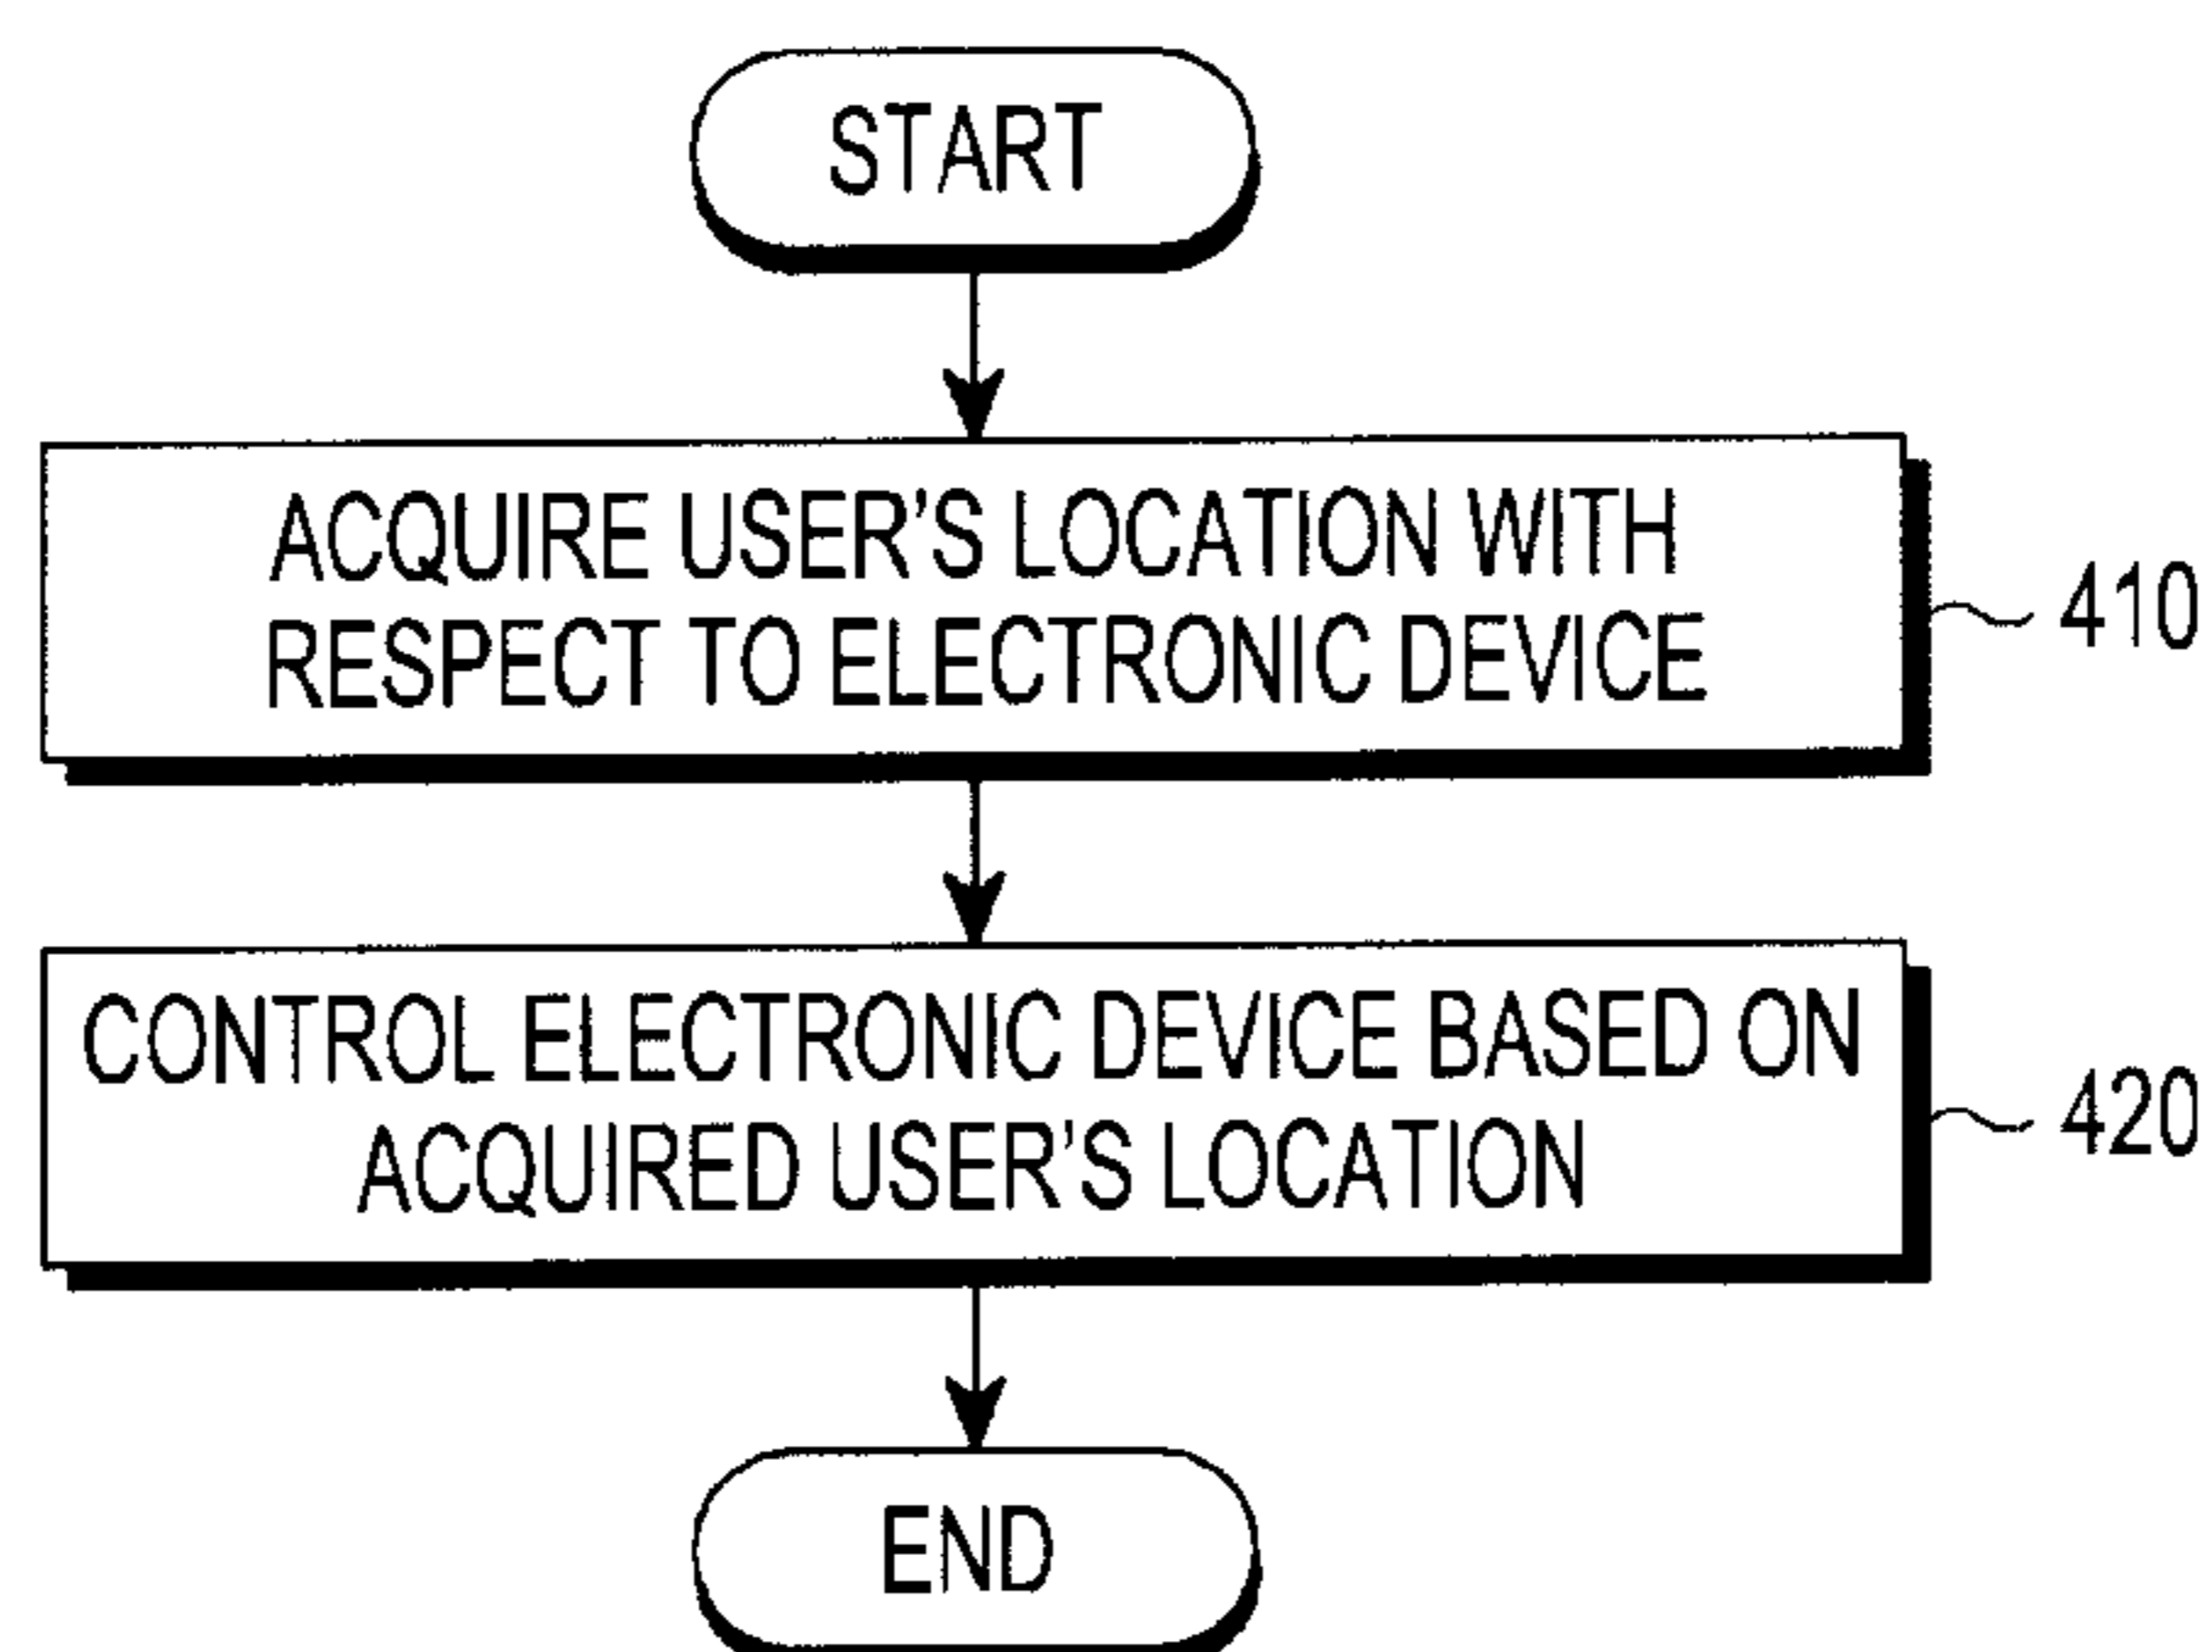 START
ACQUIRE USER'S LOCATION WITH
RESPECT TO ELECTRONIC DEVICE
410
CONTROL ELECTRONIC DEVICE BASED ON
ACQUIRED USER'S LOCATION
420
END